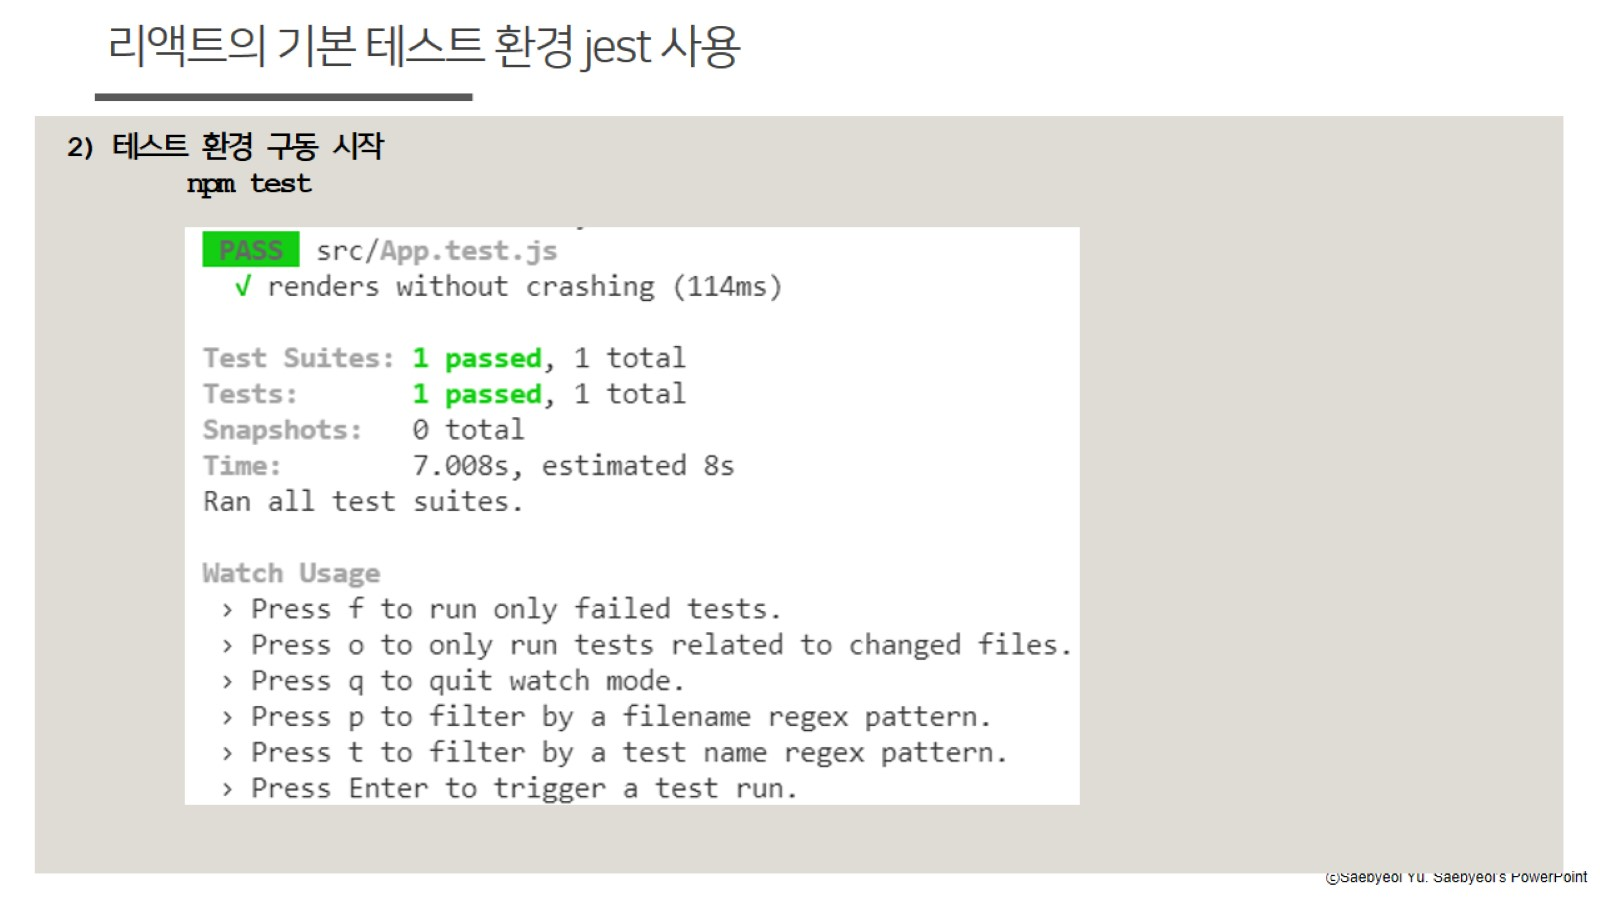 리액트의 기본 테스트 환경 jest 사용
2) 테스트 환경 구동 시작
npm test
PASS src/App.test.js
√ renders without crashing (114ms)
Test Suites: 1 passed, 1 total
Tests: 1 passed, 1 total
Snapshots: 0 total
Time: 7.008s, estimated 8s
Ran all test suites.
Watch Usage
› Press f to run only failed tests.
› Press o to only run tests related to changed files.
› Press q to quit watch mode.
› Press p to filter by a filename regex pattern.
› Press t to filter by a test name regex pattern.
› Press Enter to trigger a test run.
ⓒSaebyeol Yu. Saebyeol's PowerPoint